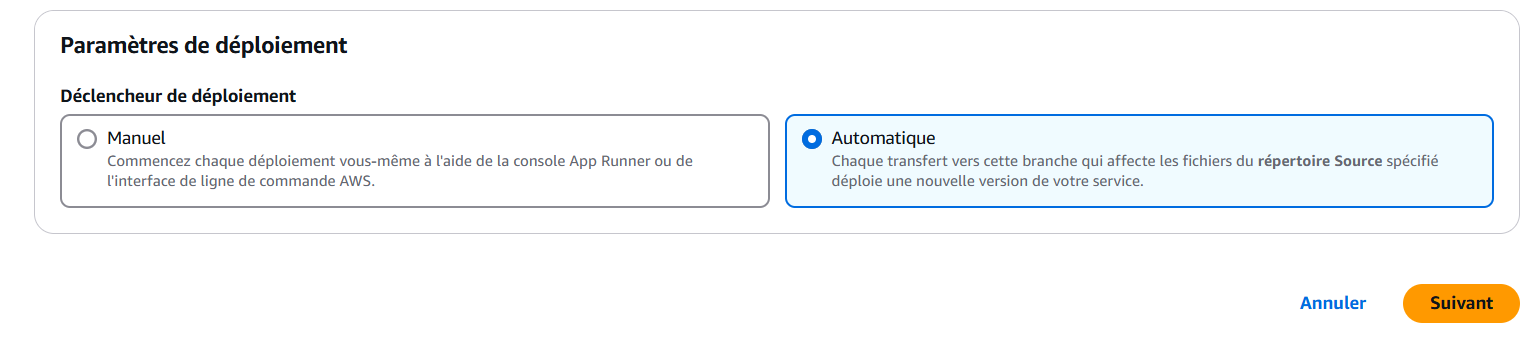 Paramètres de déploiement
Déclencheur de déploiement
Manuel
Commencez chaque déploiement vous-même à l'aide de la console App Runner ou de
l'interface de ligne de commande AWS.
Automatique
Chaque transfert vers cette branche qui affecte les fichiers du répertoire Source spécifié
déploie une nouvelle version de votre service.
Annuler
Suivant